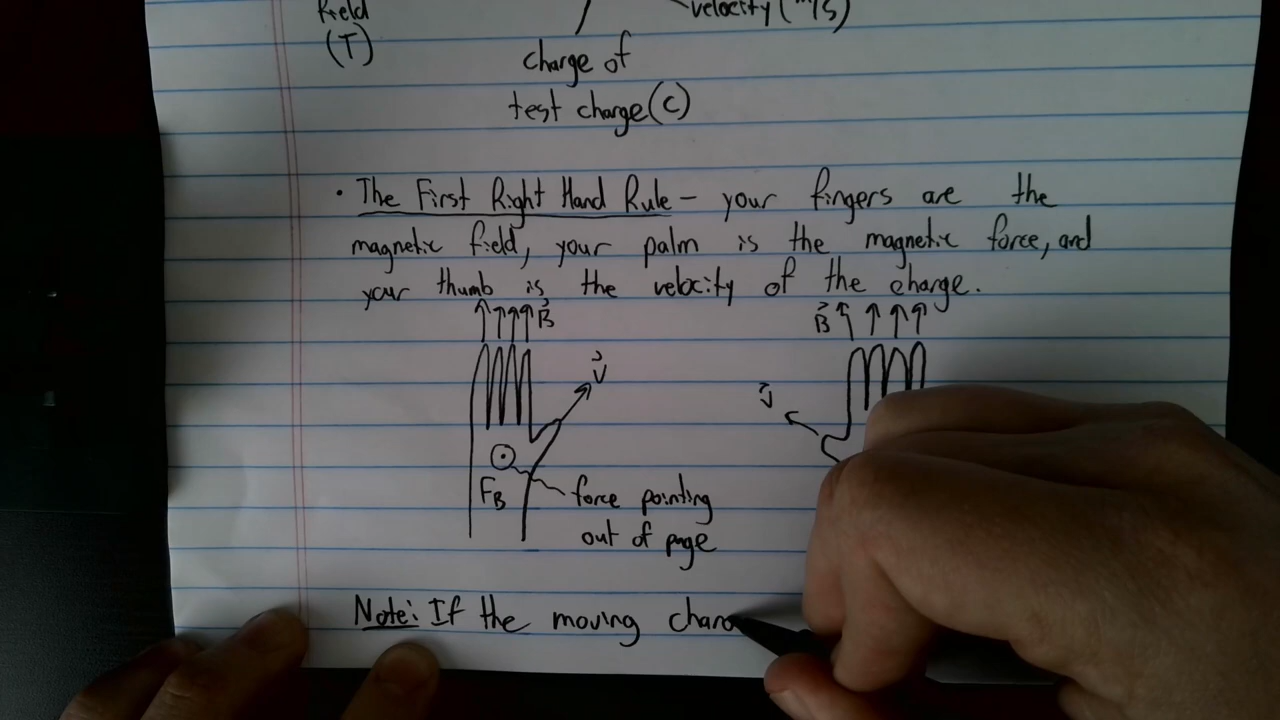 field
velocity (m/s)
(T)
charge of
test charge (C)
• The First Right Hand Rule – your fingers are the
magnetic field, your palm is the magnetic force, and
your thumb is the velocity of the charge.
B
B
V
V
FB
force pointing
out of page
Note: If the moving charg